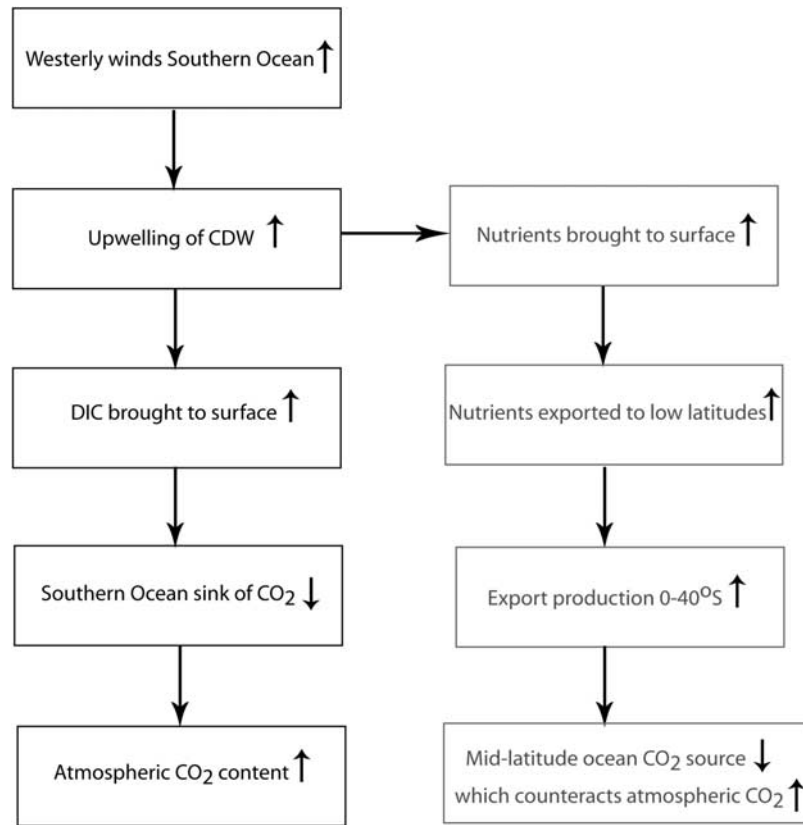 Westerly winds Southern Ocean ↑
Upwelling of CDW ↑
Nutrients brought to surface ↑
DIC brought to surface ↑
Nutrients exported to low latitudes ↑
Southern Ocean sink of CO₂ ↓
Export production 0-40ºS ↑
Atmospheric CO₂ content ↑
Mid-latitude ocean CO₂ source ↓
which counteracts atmospheric CO₂ ↑